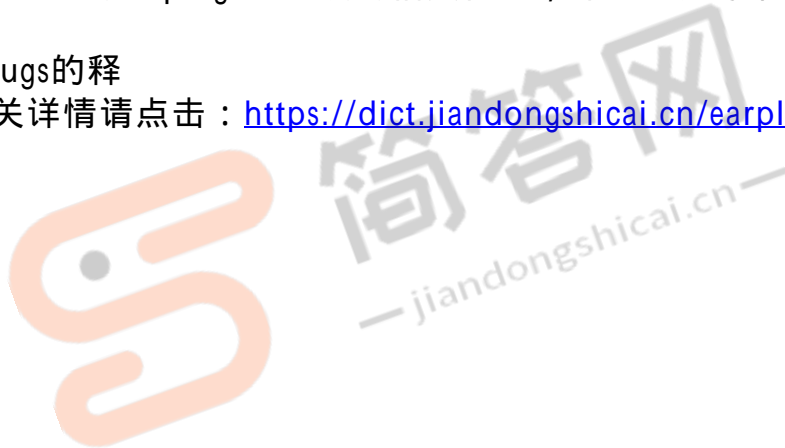 ugs的释
关详情请点击：https://dict.jiandongshicai.cn/earpl
简答网
jiandongshicai.cn